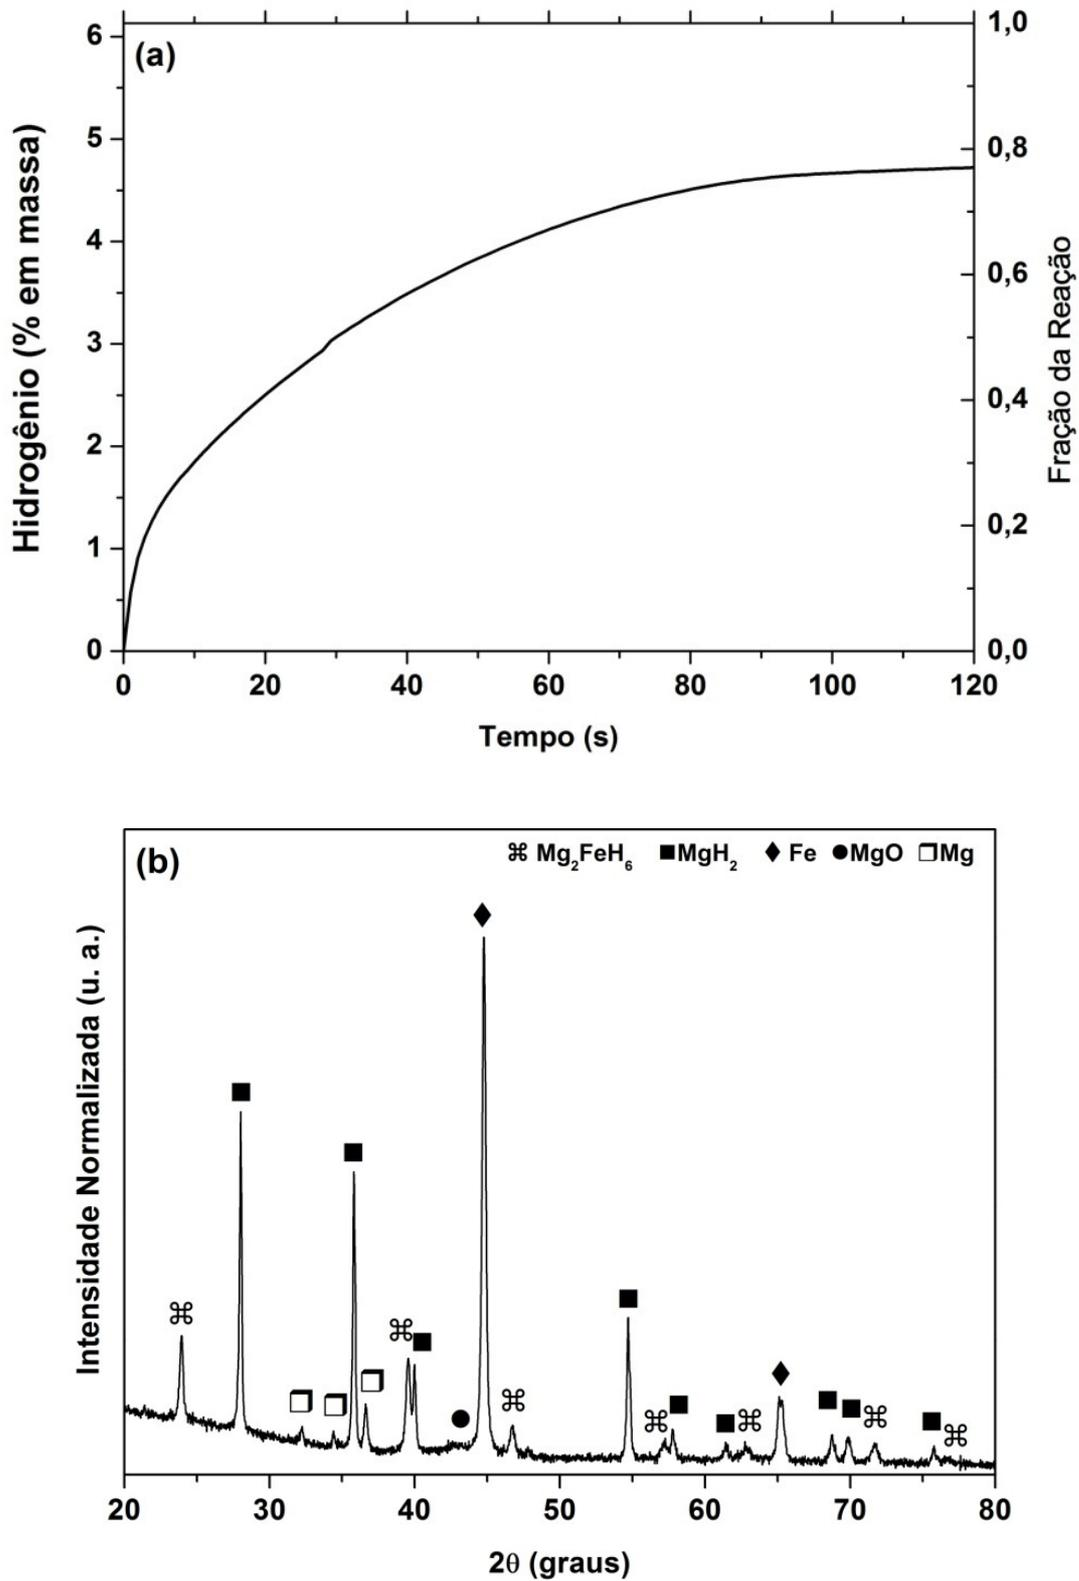 (a)
Hidrogênio (% em massa)
6
5
4
3
2
1
0
1,0
0,8
0,6
0,4
0,2
0,0
Fração da Reação
0 20 40 60 80 100 120
Tempo (s)
(b)
⌘ Mg₂FeH₆ ■MgH₂ ♦ Fe ●MgO ❒Mg
Intensidade Normalizada (u. a.)
20 30 40 50 60 70 80
2θ (graus)